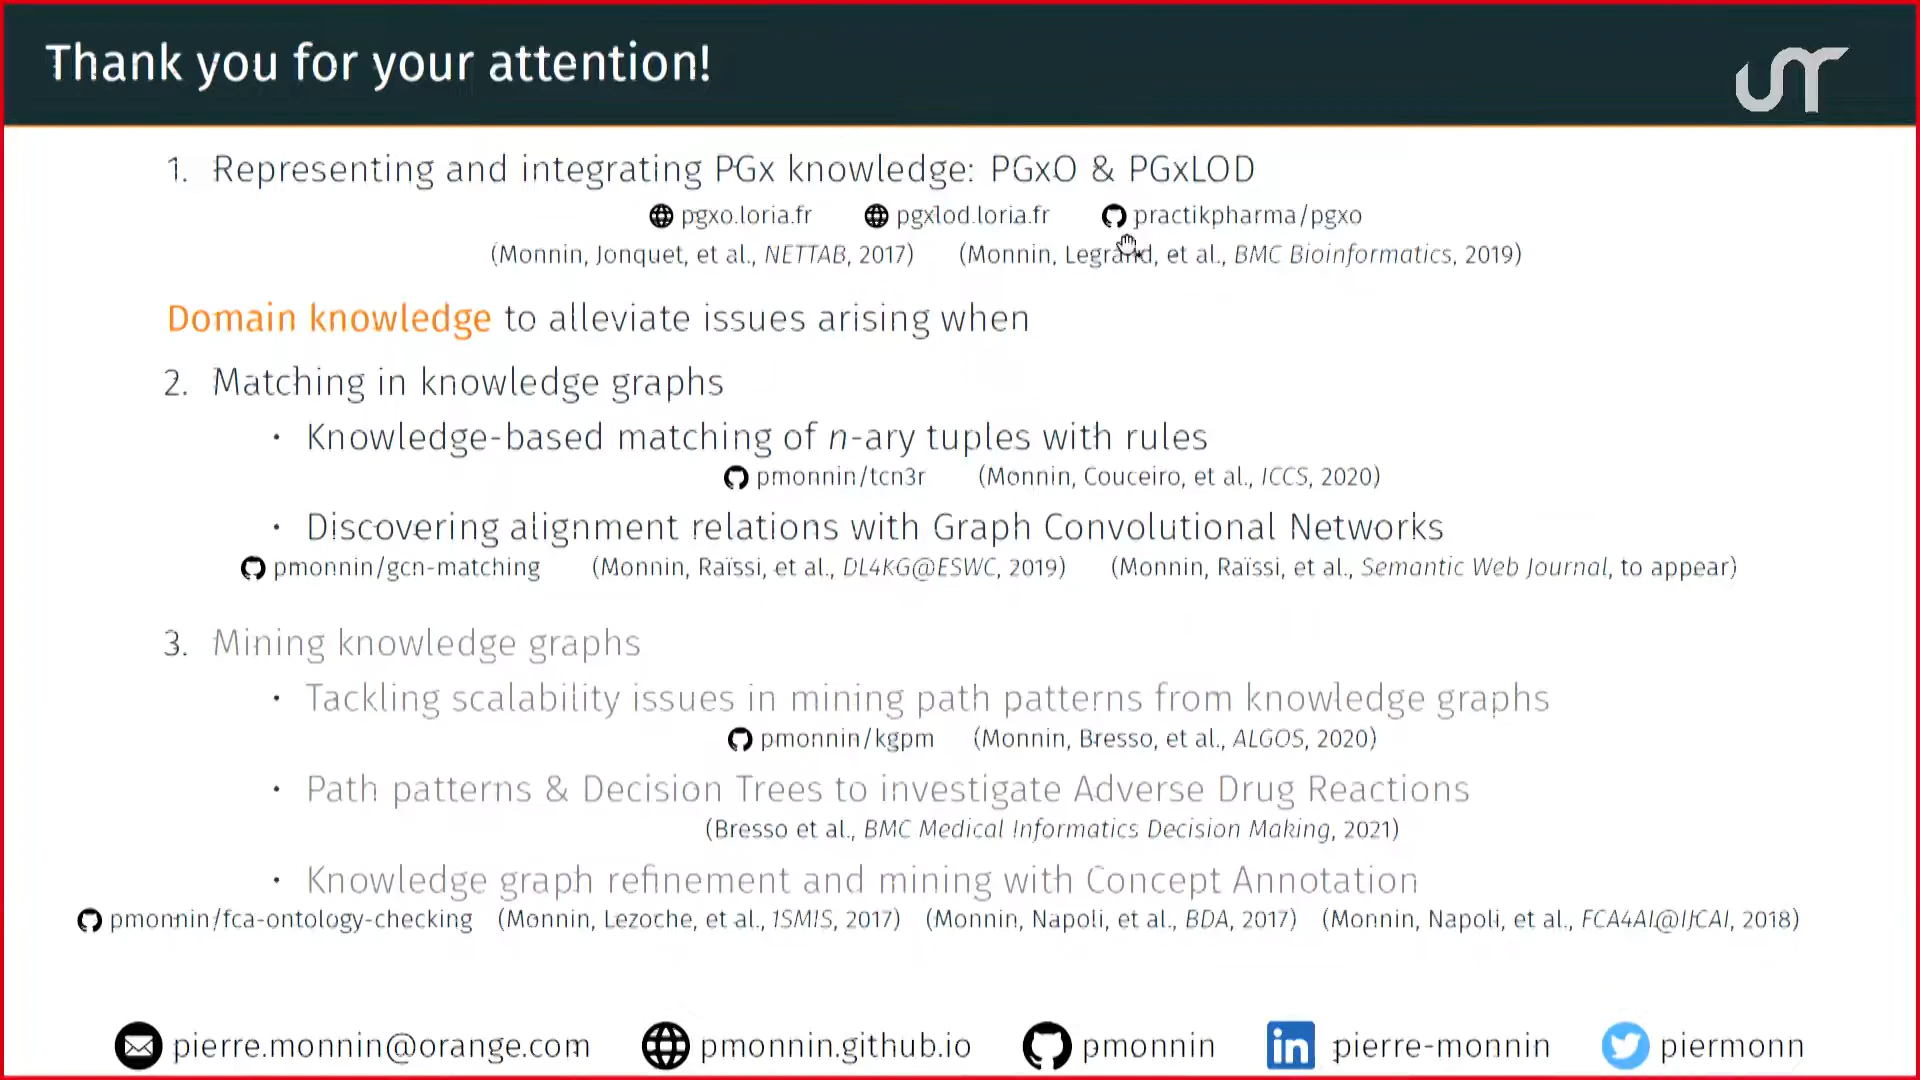 Thank you for your attention!
1. Representing and integrating PGx knowledge: PGxO & PGxLOD
pgxo.loria.fr pgxlod.loria.fr practikpharma/pgxo
(Monnin, Jonquet, et al., NETTAB, 2017) (Monnin, Legrand, et al., BMC Bioinformatics, 2019)
Domain knowledge to alleviate issues arising when
2. Matching in knowledge graphs
· Knowledge-based matching of n-ary tuples with rules
pmonnin/tcn3r (Monnin, Couceiro, et al., ICCS, 2020)
· Discovering alignment relations with Graph Convolutional Networks
pmonnin/gcn-matching (Monnin, Raïssi, et al., DL4KG@ESWC, 2019) (Monnin, Raïssi, et al., Semantic Web Journal, to appear)
3. Mining knowledge graphs
· Tackling scalability issues in mining path patterns from knowledge graphs
pmonnin/kgpm (Monnin, Bresso, et al., ALGOS, 2020)
· Path patterns & Decision Trees to investigate Adverse Drug Reactions
(Bresso et al., BMC Medical Informatics Decision Making, 2021)
· Knowledge graph refinement and mining with Concept Annotation
pmonnin/fca-ontology-checking (Monnin, Lezoche, et al., ISMIS, 2017) (Monnin, Napoli, et al., BDA, 2017) (Monnin, Napoli, et al., FCA4AI@IJCAI, 2018)
pierre.monnin@orange.com pmonnin.github.io pmonnin pierre-monnin piermonn